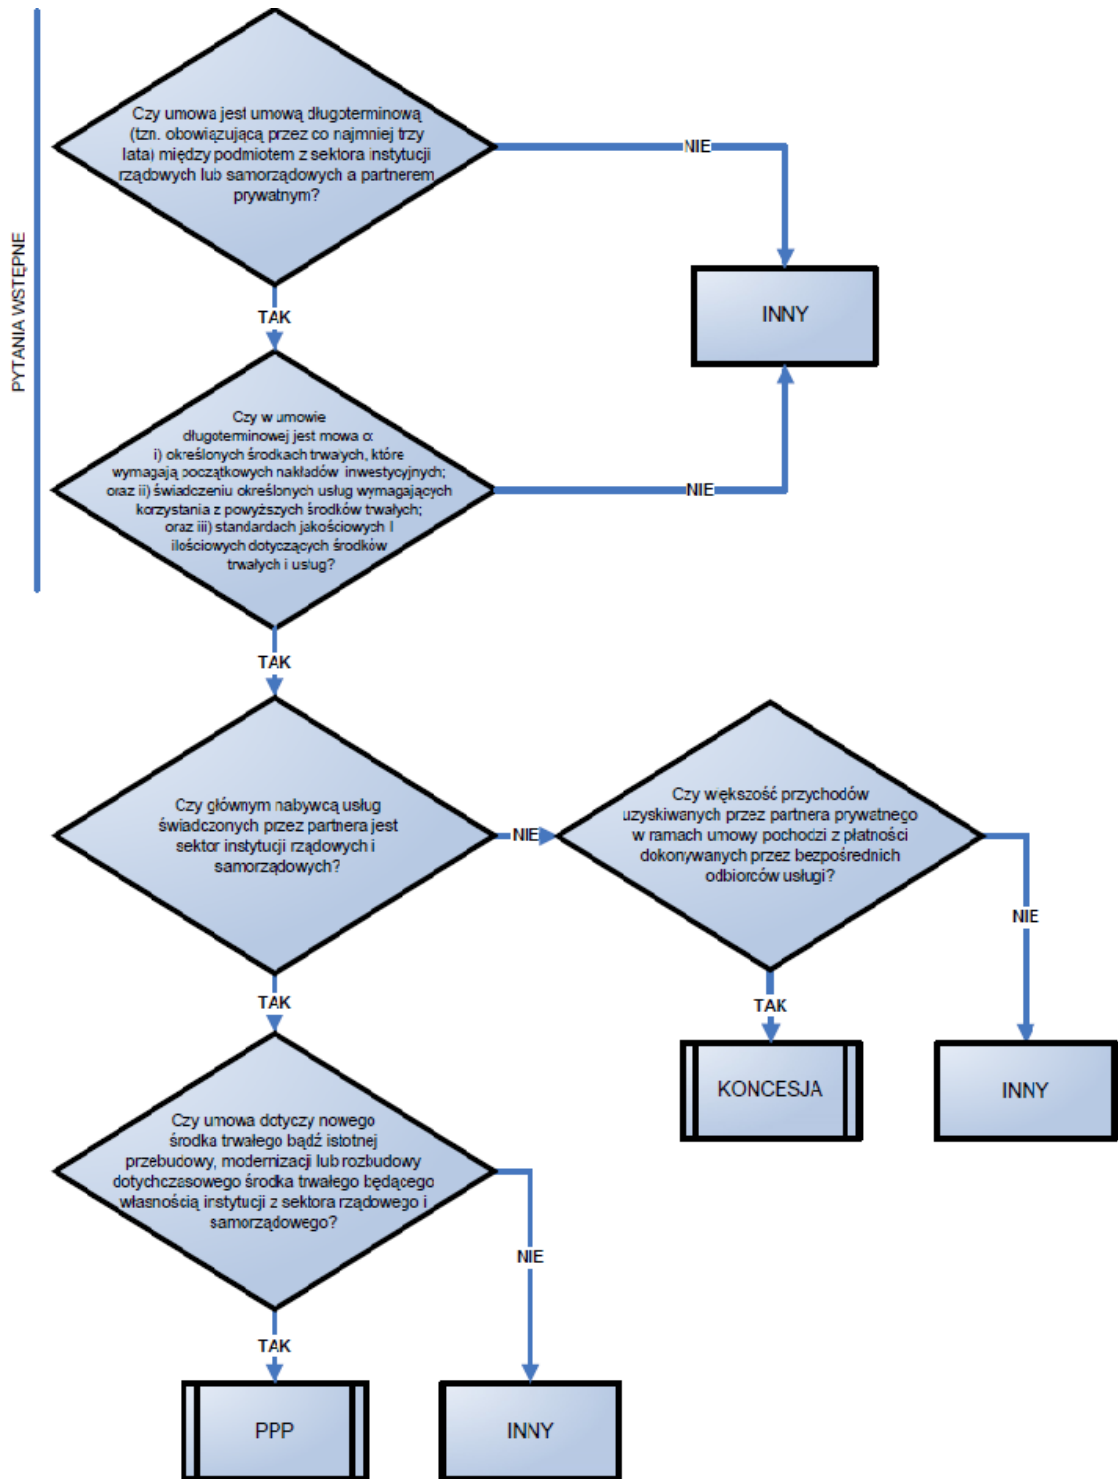 PYTANIA WSTĘPNE
Czy umowa jest umową długoterminową
(tzn. obowiązującą przez co najmniej trzy
lata) między podmiotem z sektora instytucji
rządowych lub samorządowych a partnerem
prywatnym?
NIE
INNY
TAK
Czy w umowie
długoterminowej jest mowa o:
i) określonych środkach trwałych, które
wymagają początkowych nakładów inwestycyjnych;
oraz ii) świadczeniu określonych usług wymagających
korzystania z powyższych środków trwałych;
oraz iii) standardach jakościowych I
ilościowych dotyczących środków
trwałych i usług?
NIE
TAK
Czy głównym nabywcą usług
świadczonych przez partnera jest
sektor instytucji rządowych i
samorządowych?
NIE
Czy większość przychodów
uzyskiwanych przez partnera prywatnego
w ramach umowy pochodzi z płatności
dokonywanych przez bezpośrednich
odbiorców usługi?
NIE
TAK
TAK
KONCESJA
INNY
Czy umowa dotyczy nowego
środka trwałego bądź istotnej
przebudowy, modernizacji lub rozbudowy
dotychczasowego środka trwałego będącego
własnością instytucji z sektora rządowego i
samorządowego?
NIE
TAK
PPP
INNY